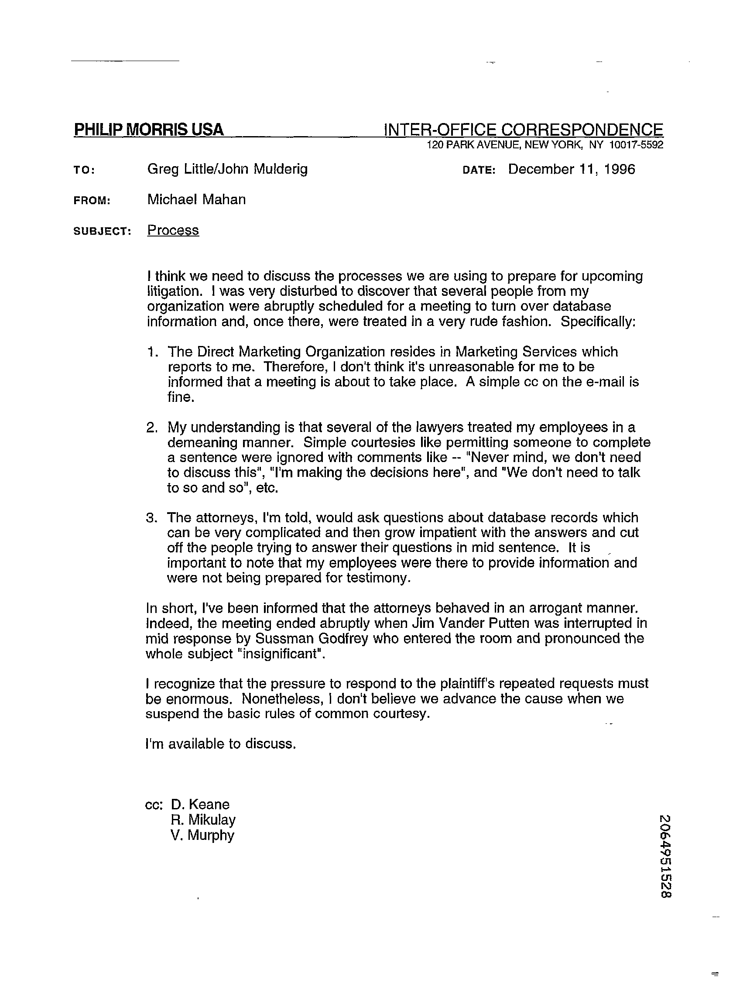 PHILIP MORRIS USA INTER-OFFICE CORRESPONDENCE
120 PARK AVENUE, NEW YORK, NY 10017-5592
TO: Greg Little/John Mulderig DATE: December 11, 1996
FROM: Michael Mahan
SUBJECT: Process
I think we need to discuss the processes we are using to prepare for upcoming
litigation. I was very disturbed to discover that several people from my
organization were abruptly scheduled for a meeting to turn over database
information and, once there, were treated in a very rude fashion. Specifically:
1. The Direct Marketing Organization resides in Marketing Services which
reports to me. Therefore, I don't think it's unreasonable for me to be
informed that a meeting is about to take place. A simple cc on the e-mail is
fine.
2. My understanding is that several of the lawyers treated my employees in a
demeaning manner. Simple courtesies like permitting someone to complete
a sentence were ignored with comments like -- "Never mind, we don't need
to discuss this", "I'm making the decisions here", and "We don't need to talk
to so and so", etc.
3. The attorneys, I'm told, would ask questions about database records which
can be very complicated and then grow impatient with the answers and cut
off the people trying to answer their questions in mid sentence. It is
important to note that my employees were there to provide information and
were not being prepared for testimony.
In short, I've been informed that the attorneys behaved in an arrogant manner.
Indeed, the meeting ended abruptly when Jim Vander Putten was interrupted in
mid response by Sussman Godfrey who entered the room and pronounced the
whole subject "insignificant".
I recognize that the pressure to respond to the plaintiff's repeated requests must
be enormous. Nonetheless, I don't believe we advance the cause when we
suspend the basic rules of common courtesy.
I'm available to discuss.
cc: D. Keane
R. Mikulay
V. Murphy
2064951528